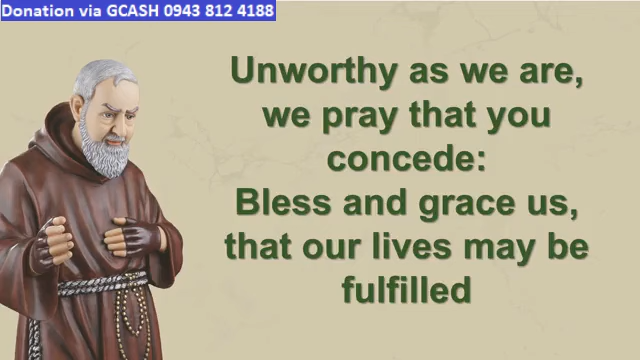 Donation via GCASH 0943 812 4188
Unworthy as we are,
we pray that you
concede:
Bless and grace us,
that our lives may be
fulfilled